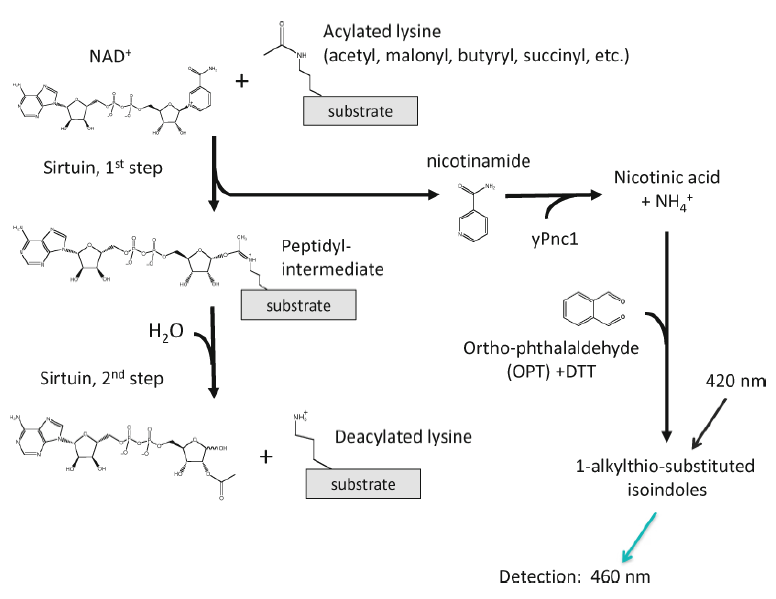 NAD⁺
+
Acylated lysine
(acetyl, malonyl, butyryl, succinyl, etc.)
substrate
Sirtuin, 1ˢᵗ step
nicotinamide
yPnc1
Nicotinic acid
+ NH₄⁺
Peptidyl-
intermediate
substrate
H₂O
Sirtuin, 2ⁿᵈ step
Ortho-phthalaldehyde
(OPT) +DTT
420 nm
+
Deacylated lysine
substrate
1-alkylthio-substituted
isoindoles
Detection: 460 nm